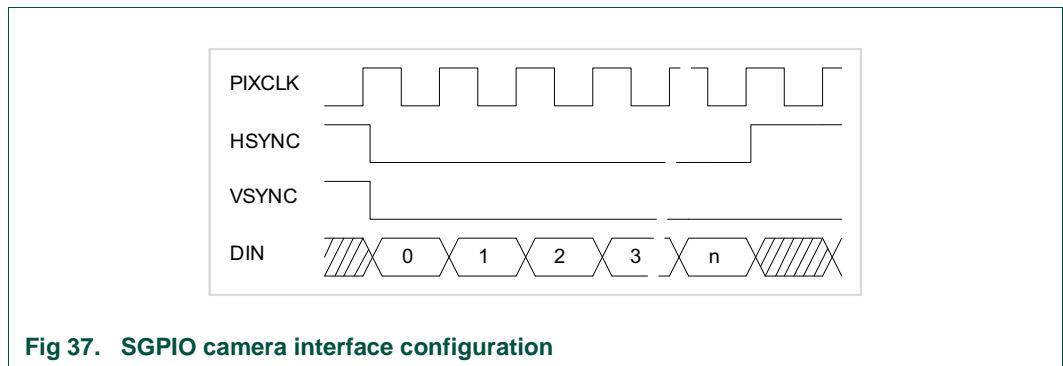 PIXCLK
HSYNC
VSYNC
DIN 0 1 2 3 n
Fig 37. SGPIO camera interface configuration